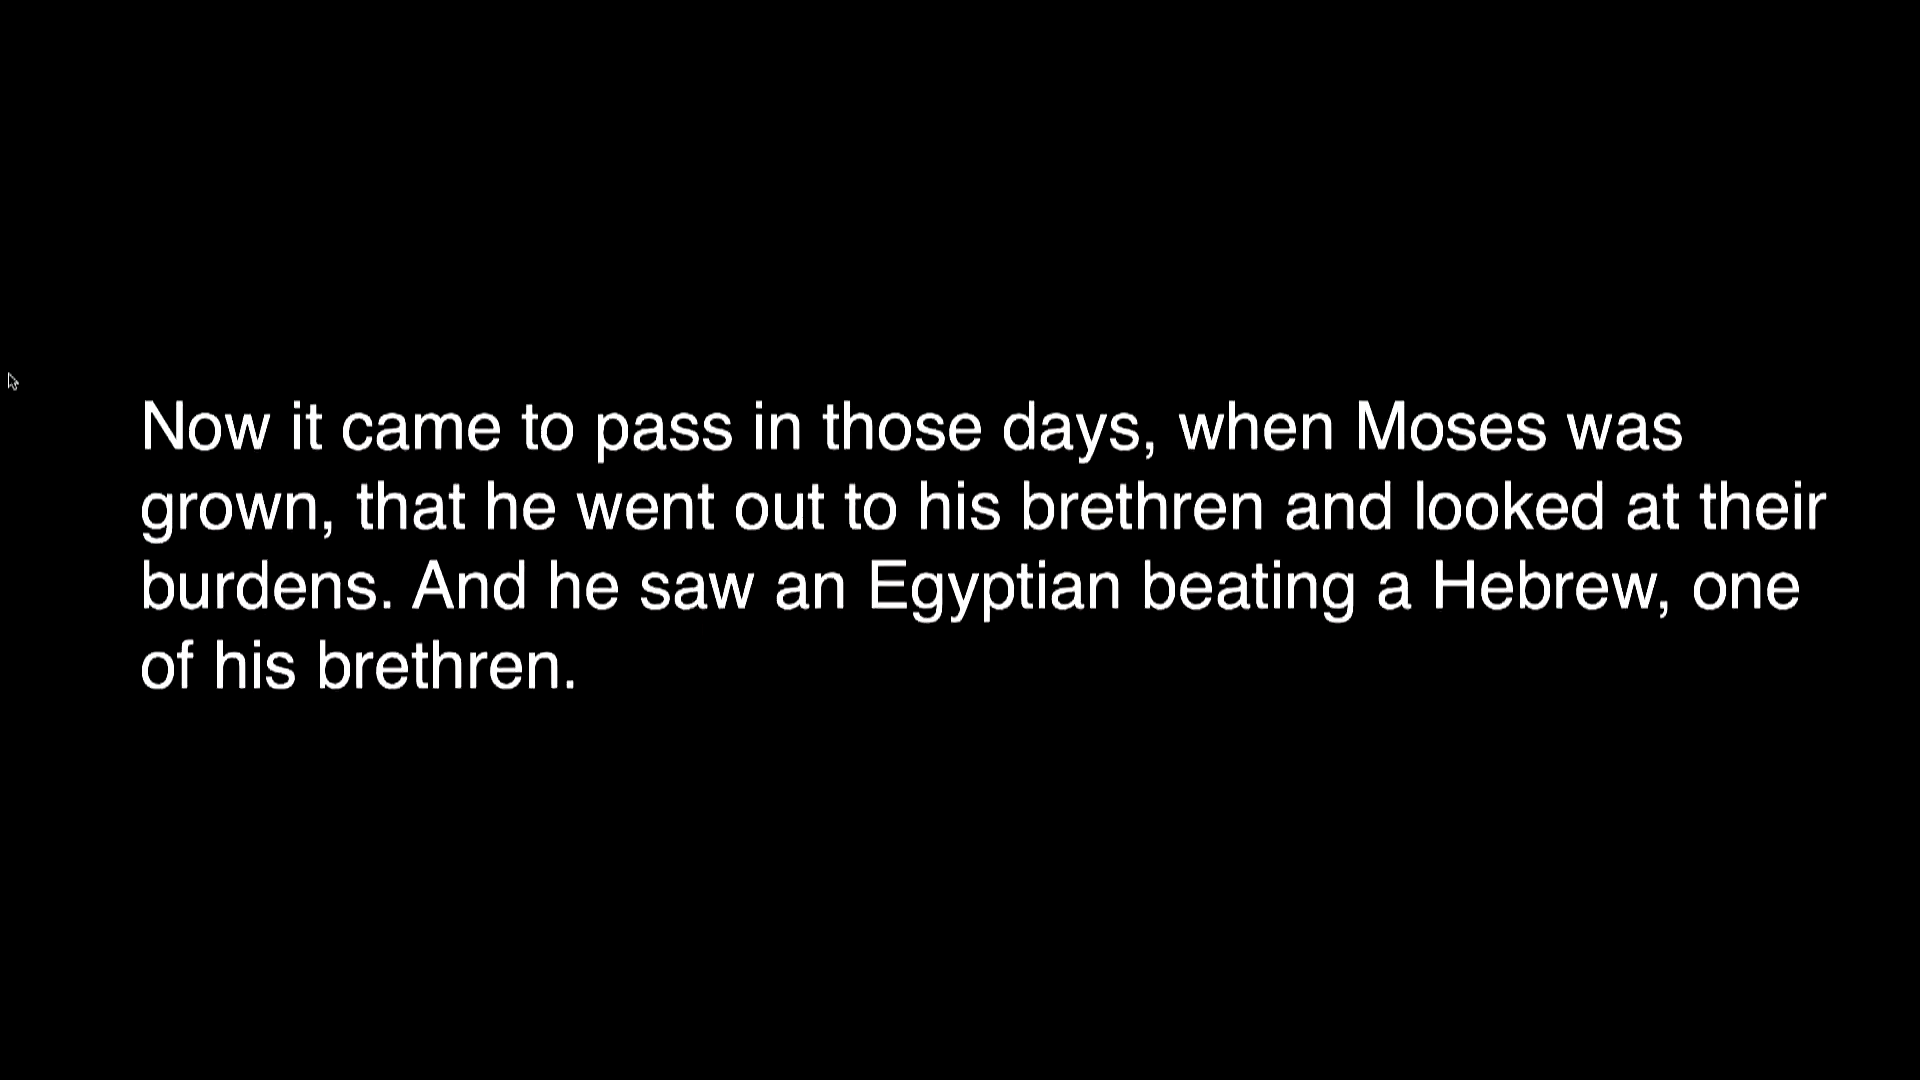 Now it came to pass in those days, when Moses was
grown, that he went out to his brethren and looked at their
burdens. And he saw an Egyptian beating a Hebrew, one
of his brethren.